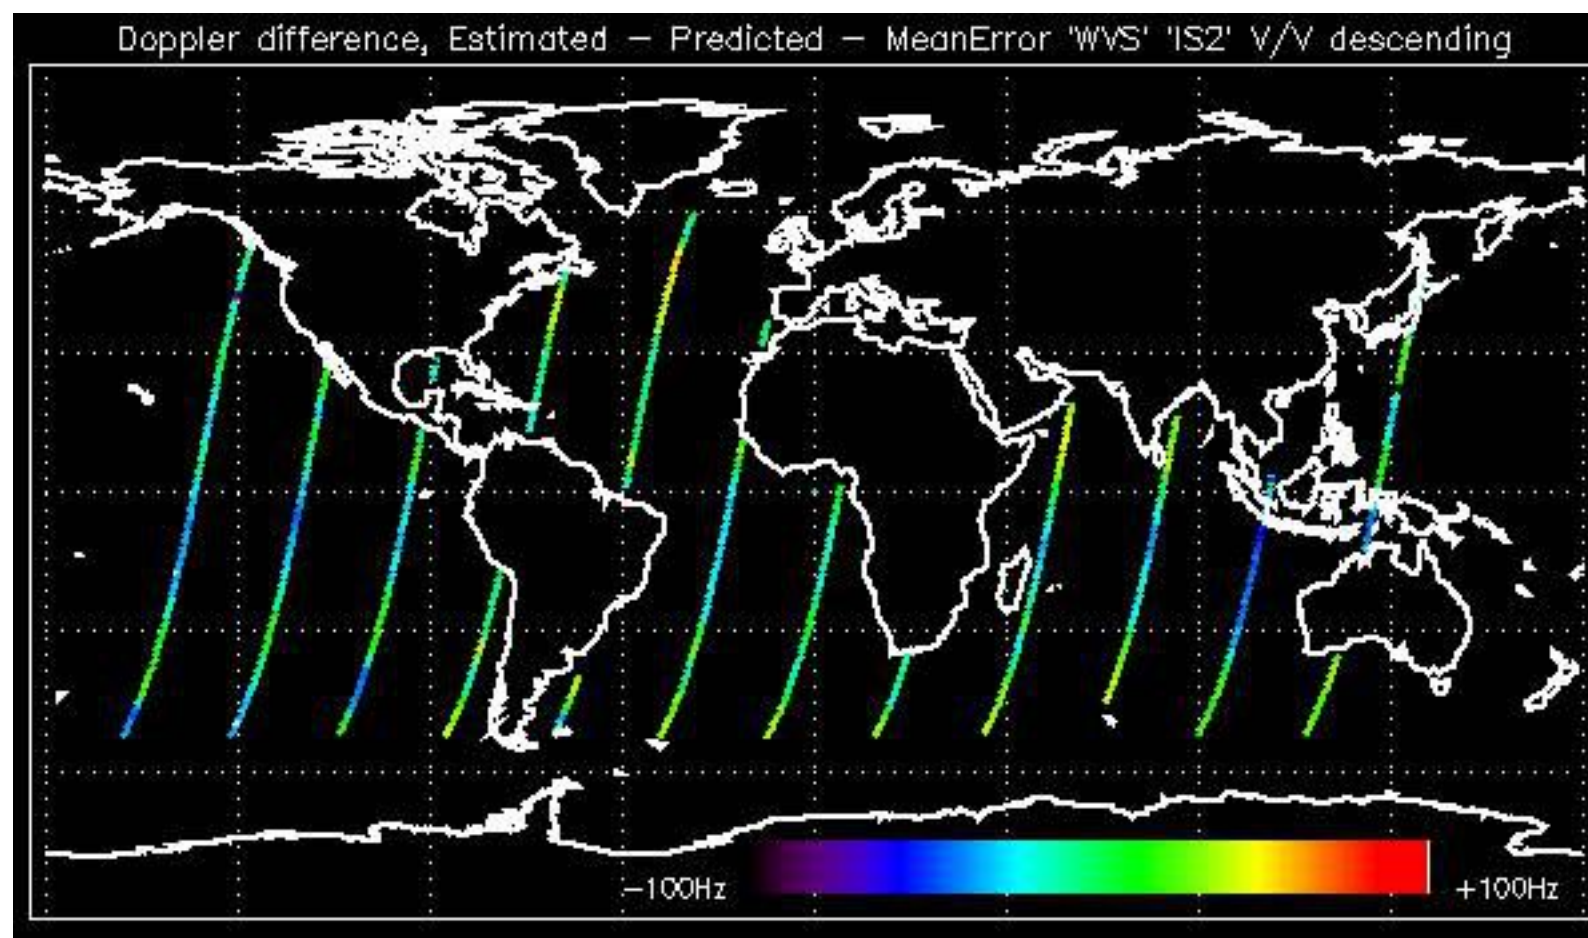 Doppler difference, Estimated – Predicted – MeanError 'WVS' 'IS2' V/V descending
–100Hz
+100Hz